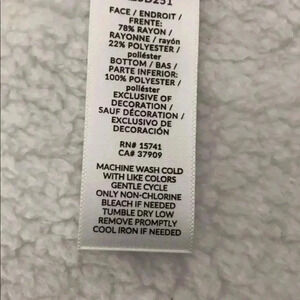 FACE / ENDROIT /
FRENTE:
78% RAYON /
RAYONNE / rayón
22% POLYESTER /
poliéster
BOTTOM / BAS /
PARTE INFERIOR:
100% POLYESTER /
poliéster
EXCLUSIVE OF
DECORATION /
SAUF DÉCORATION /
EXCLUSIVO DE
DECORACIÓN
RN# 15741
CA# 37909
MACHINE WASH COLD
WITH LIKE COLORS
GENTLE CYCLE
ONLY NON-CHLORINE
BLEACH IF NEEDED
TUMBLE DRY LOW
REMOVE PROMPTLY
COOL IRON IF NEEDED